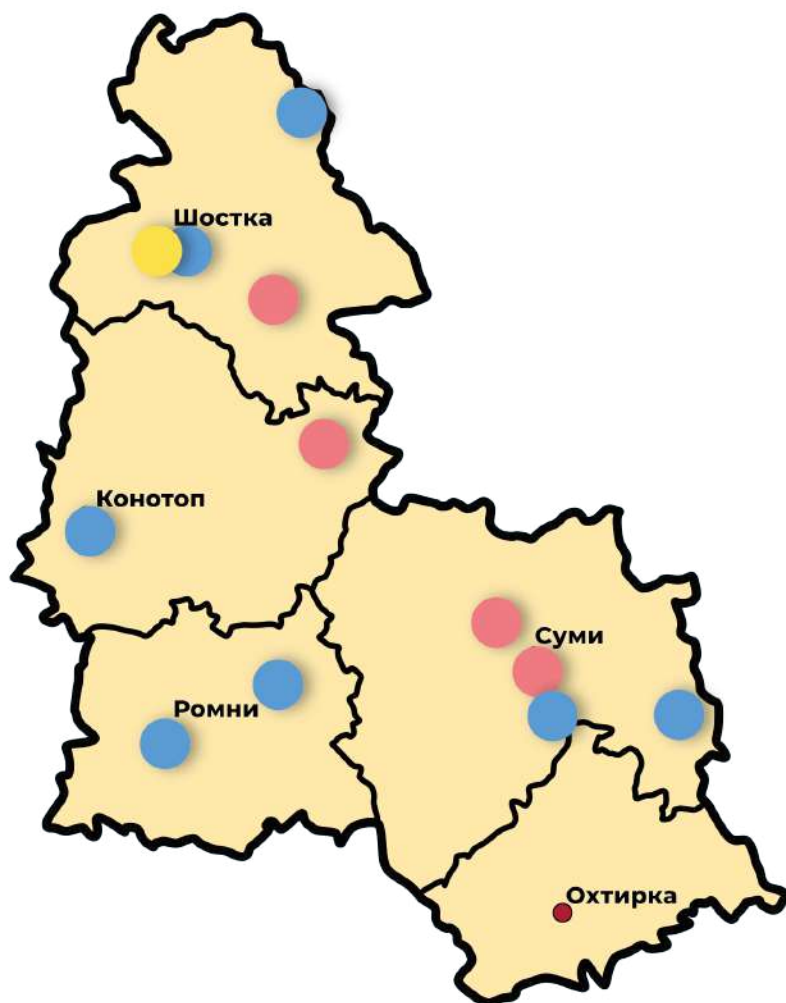 Шостка
Конотоп
Суми
Ромни
Охтирка